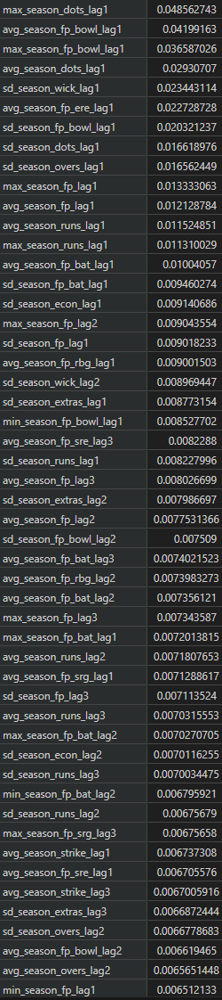 max_season_dots_lag1 0.048562743
avg_season_fp_bowl_lag1 0.04199163
max_season_fp_bowl_lag1 0.036587026
avg_season_dots_lag1 0.02930707
sd_season_wick_lag1 0.023443114
avg_season_fp_ere_lag1 0.022728728
sd_season_fp_bowl_lag1 0.020321237
sd_season_dots_lag1 0.016618976
sd_season_overs_lag1 0.016562449
max_season_fp_lag1 0.013333063
avg_season_fp_lag1 0.012128784
avg_season_runs_lag1 0.011524851
max_season_runs_lag1 0.011310029
avg_season_fp_bat_lag1 0.01004057
sd_season_fp_bat_lag1 0.009460274
sd_season_econ_lag1 0.009140686
max_season_fp_lag2 0.009043554
sd_season_fp_lag1 0.009018233
avg_season_fp_rbg_lag1 0.009001503
sd_season_wick_lag2 0.008969447
sd_season_extras_lag1 0.008773154
min_season_fp_bowl_lag1 0.008527702
avg_season_fp_sre_lag3 0.0082288
sd_season_runs_lag1 0.008227996
avg_season_fp_lag3 0.008026699
sd_season_extras_lag2 0.007986697
avg_season_fp_lag2 0.0077531366
sd_season_fp_bowl_lag2 0.007509
avg_season_fp_bat_lag3 0.0074021523
avg_season_fp_rbg_lag2 0.0073983273
avg_season_fp_bat_lag2 0.007356121
max_season_fp_lag3 0.007343587
max_season_fp_bat_lag1 0.0072013815
avg_season_runs_lag2 0.0071807653
avg_season_fp_srg_lag1 0.0071288617
sd_season_fp_lag3 0.007113524
avg_season_runs_lag3 0.0070315553
max_season_fp_bat_lag2 0.0070270705
sd_season_econ_lag2 0.0070116255
sd_season_runs_lag3 0.0070034475
min_season_fp_bat_lag2 0.006795921
sd_season_runs_lag2 0.00675679
max_season_fp_srg_lag3 0.00675658
avg_season_strike_lag1 0.006737308
avg_season_fp_sre_lag1 0.006705576
avg_season_strike_lag3 0.0067005916
sd_season_extras_lag3 0.0066872444
sd_season_overs_lag2 0.0066778683
avg_season_fp_bowl_lag2 0.006619465
avg_season_overs_lag2 0.0065651448
min_season_fp_lag1 0.006512133